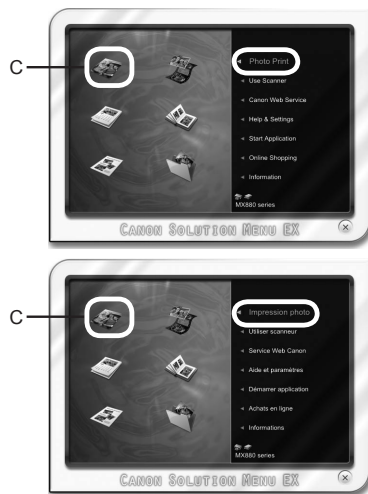 C
Photo Print
Use Scanner
Canon Web Service
Help & Settings
Start Application
Online Shopping
Information
MX880 series
CANON SOLUTION MENU EX
C
Impression photo
Utiliser scanneur
Service Web Canon
Aide et paramètres
Démarrer application
Achats en ligne
Informations
MX880 series
CANON SOLUTION MENU EX